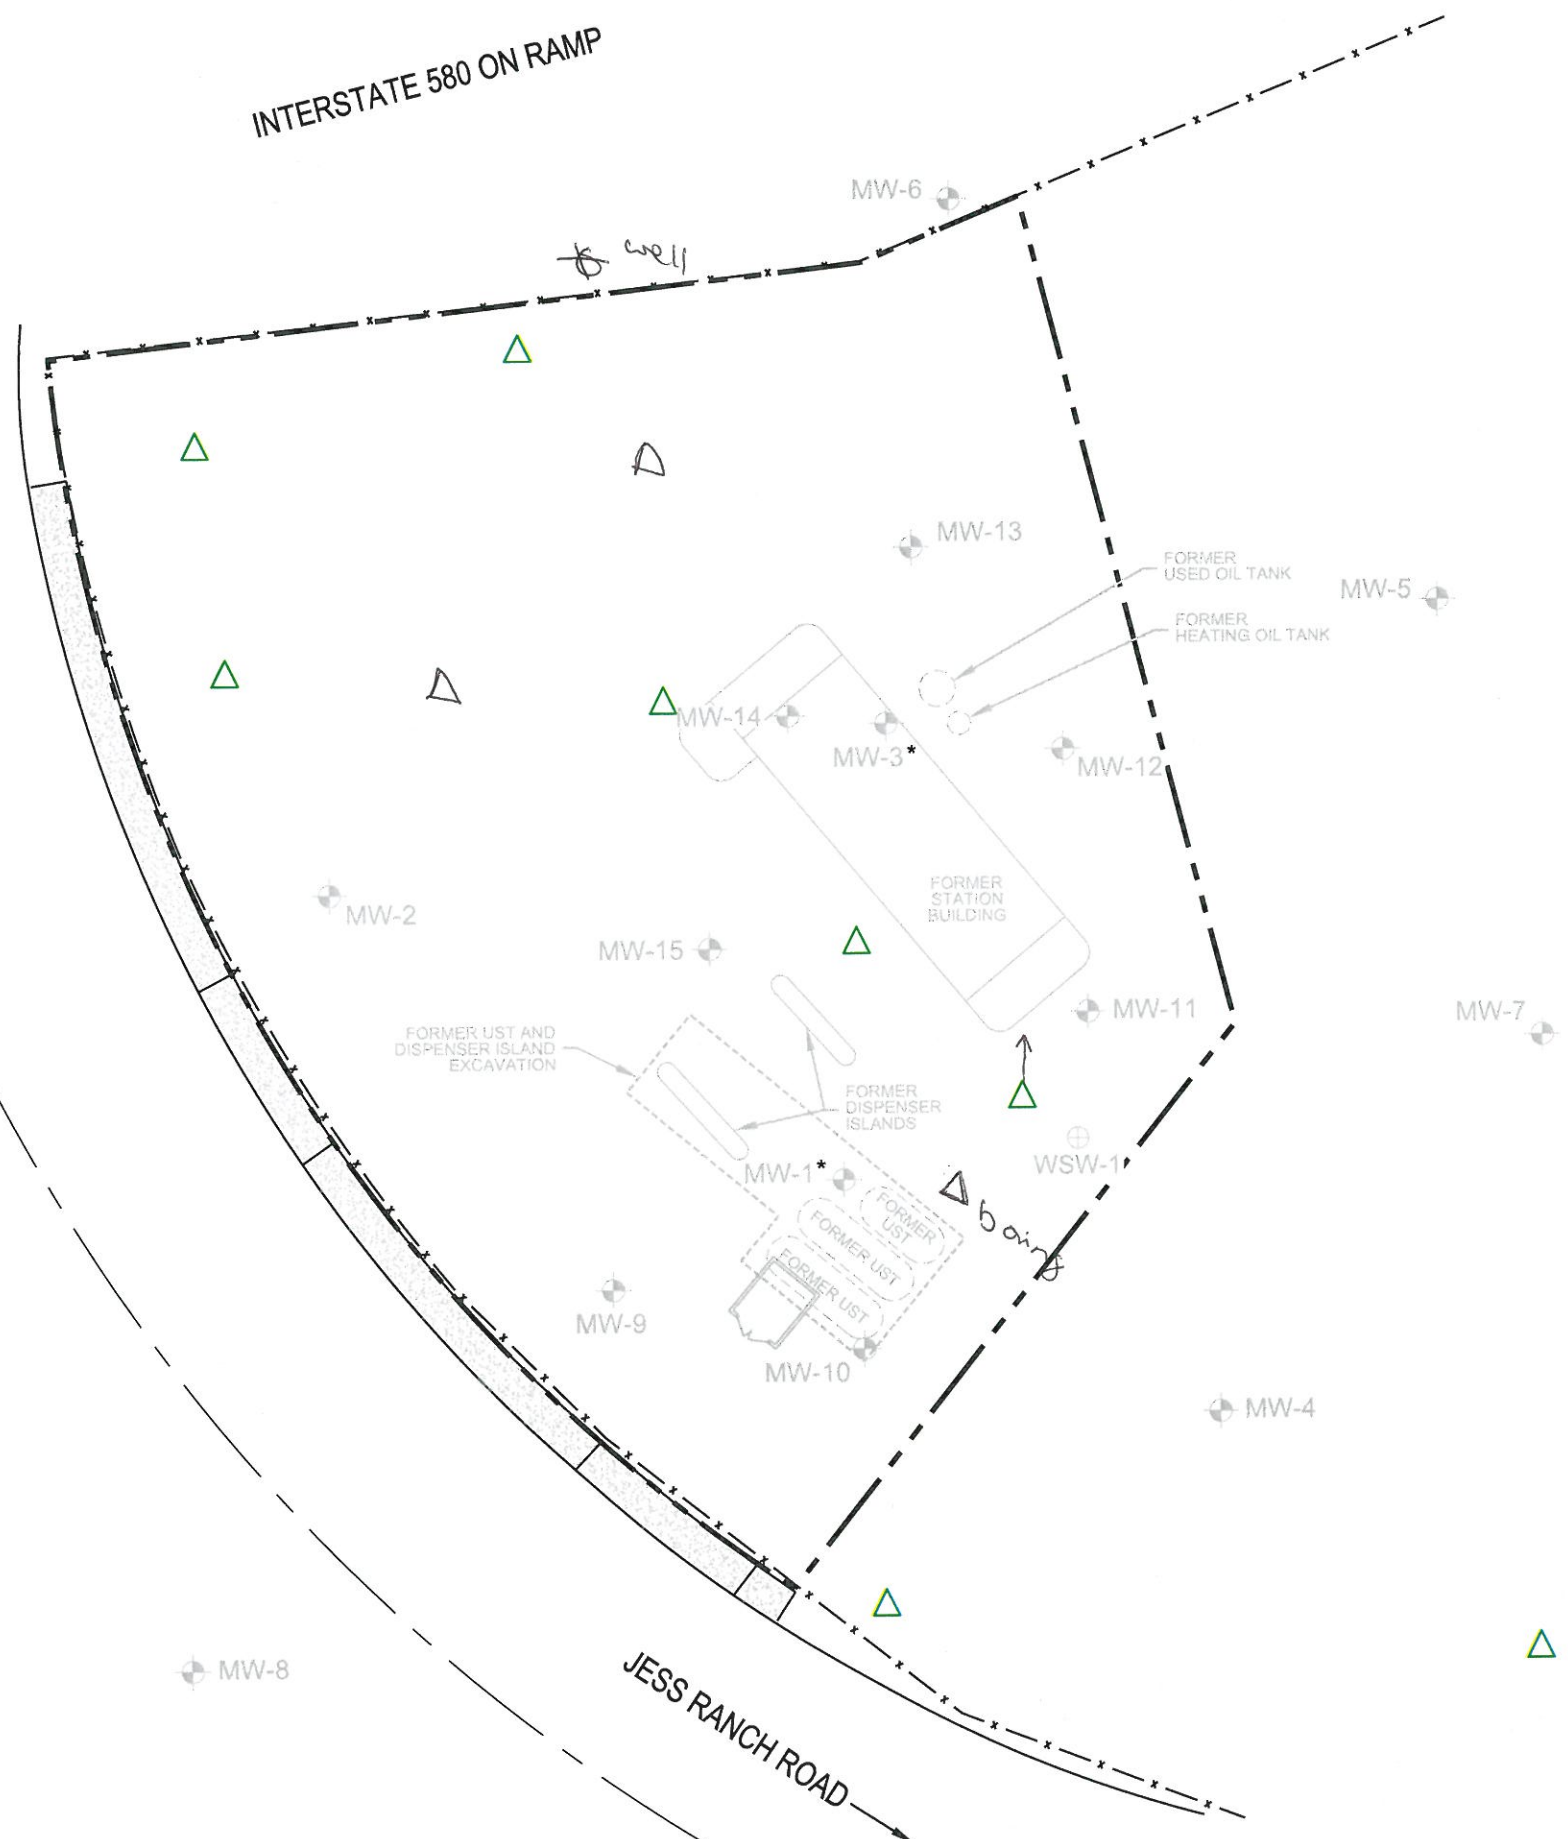 INTERSTATE 580 ON RAMP
MW-6
well
MW-13
FORMER
USED OIL TANK
MW-5
FORMER
HEATING OIL TANK
MW-14
MW-3*
MW-12
FORMER
STATION
BUILDING
MW-2
MW-15
MW-11
MW-7
FORMER UST AND
DISPENSER ISLAND
EXCAVATION
FORMER
DISPENSER
ISLANDS
WSW-1
MW-1*
boring
FORMER
UST
FORMER UST
FORMER UST
MW-9
MW-10
MW-4
MW-8
JESS RANCH ROAD